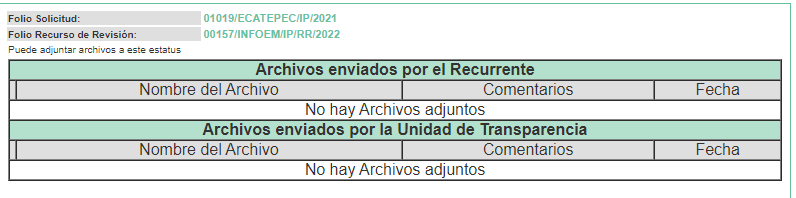 Folio Solicitud: 01019/ECATEPEC/IP/2021
Folio Recurso de Revisión: 00157/INFOEM/IP/RR/2022
Puede adjuntar archivos a este estatus
Archivos enviados por el Recurrente
Nombre del Archivo Comentarios Fecha
No hay Archivos adjuntos
Archivos enviados por la Unidad de Transparencia
Nombre del Archivo Comentarios Fecha
No hay Archivos adjuntos